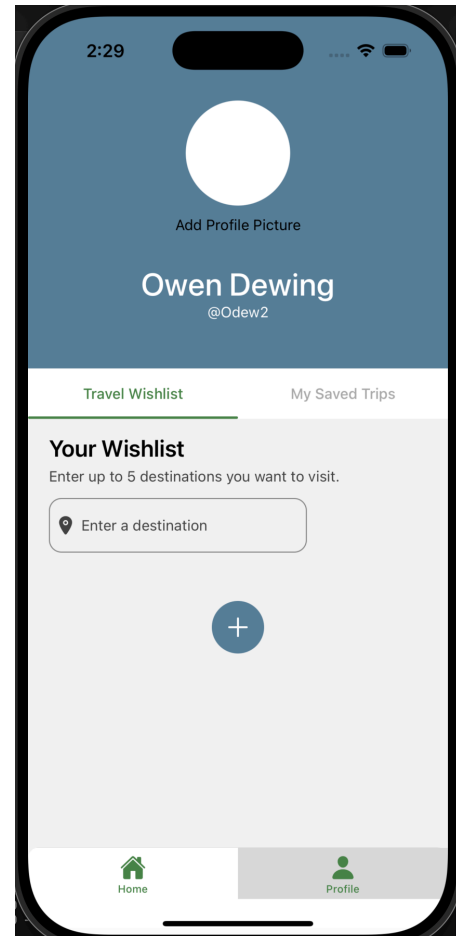 2:29
Add Profile Picture
Owen Dewing
@Odew2
Travel Wishlist
My Saved Trips
Your Wishlist
Enter up to 5 destinations you want to visit.
Enter a destination
Home
Profile